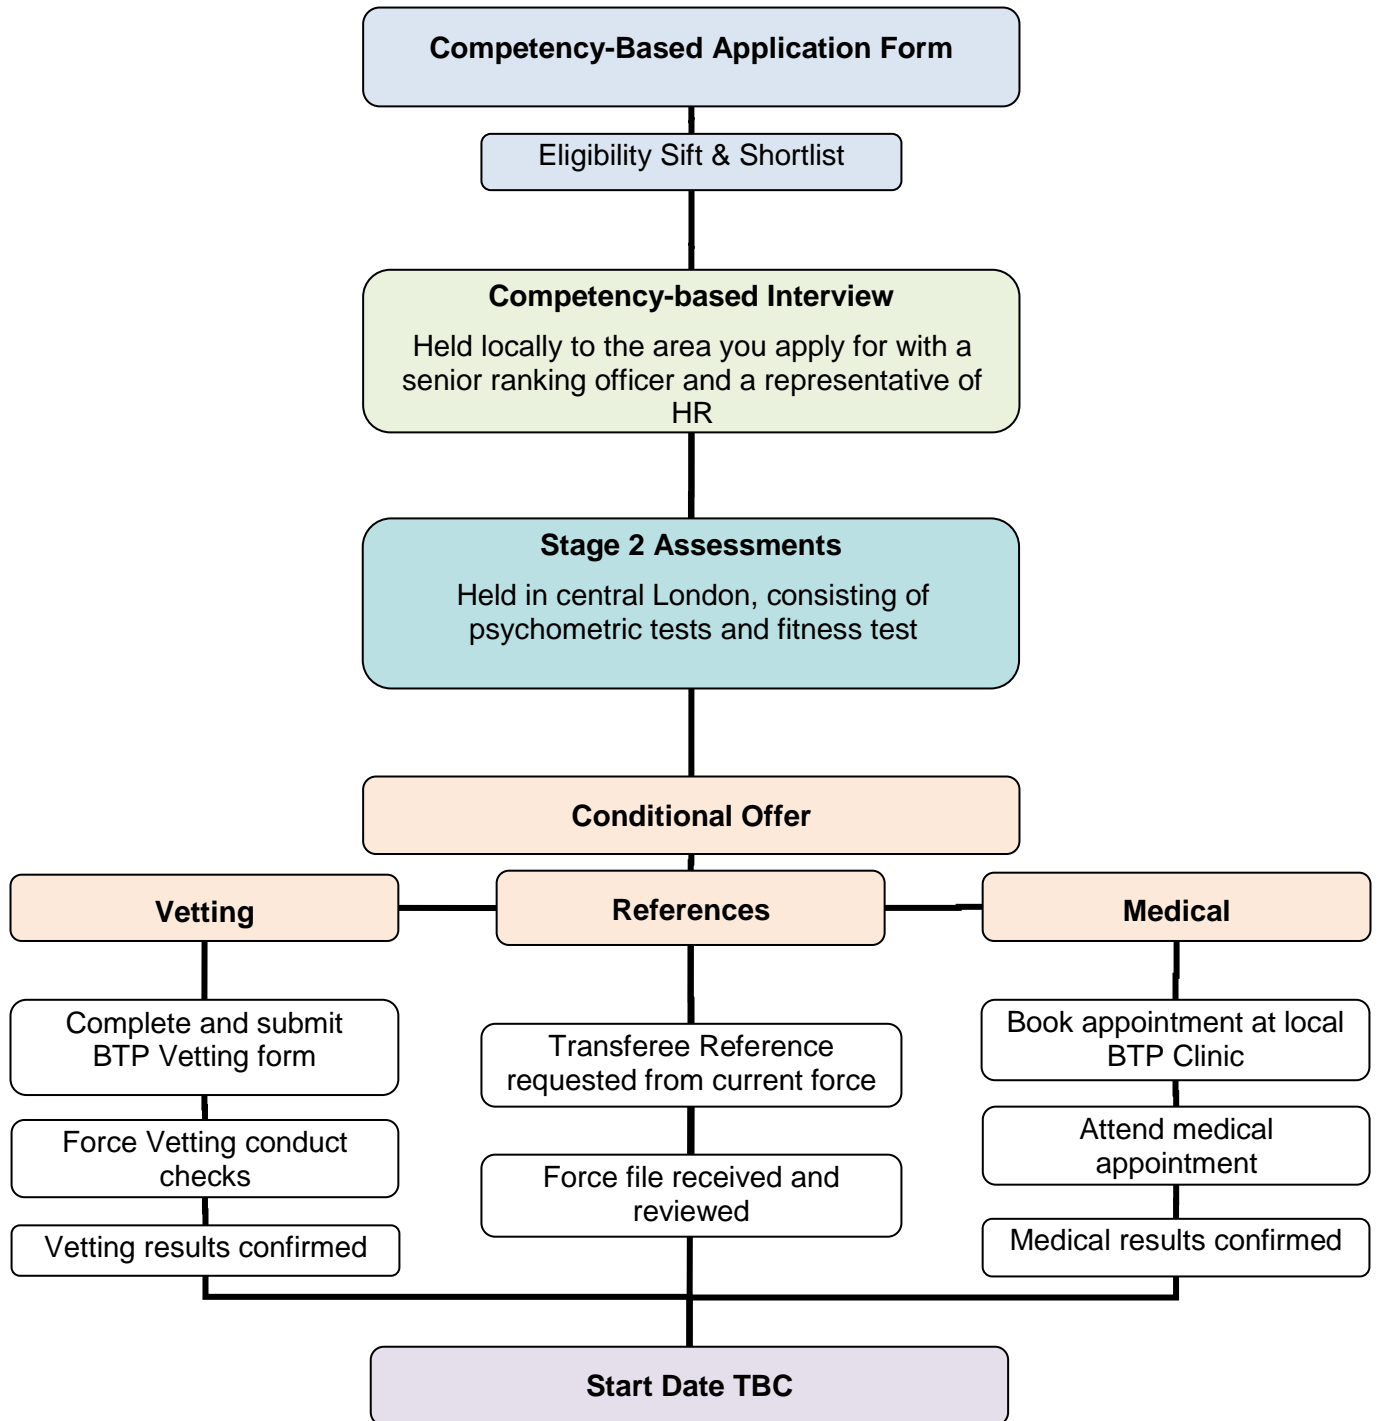 Competency-Based Application Form
Eligibility Sift & Shortlist
Competency-based Interview
Held locally to the area you apply for with a
senior ranking officer and a representative of
HR
Stage 2 Assessments
Held in central London, consisting of
psychometric tests and fitness test
Conditional Offer
Vetting
References
Medical
Complete and submit
BTP Vetting form
Force Vetting conduct
checks
Vetting results confirmed
Transferee Reference
requested from current force
Force file received and
reviewed
Book appointment at local
BTP Clinic
Attend medical
appointment
Medical results confirmed
Start Date TBC